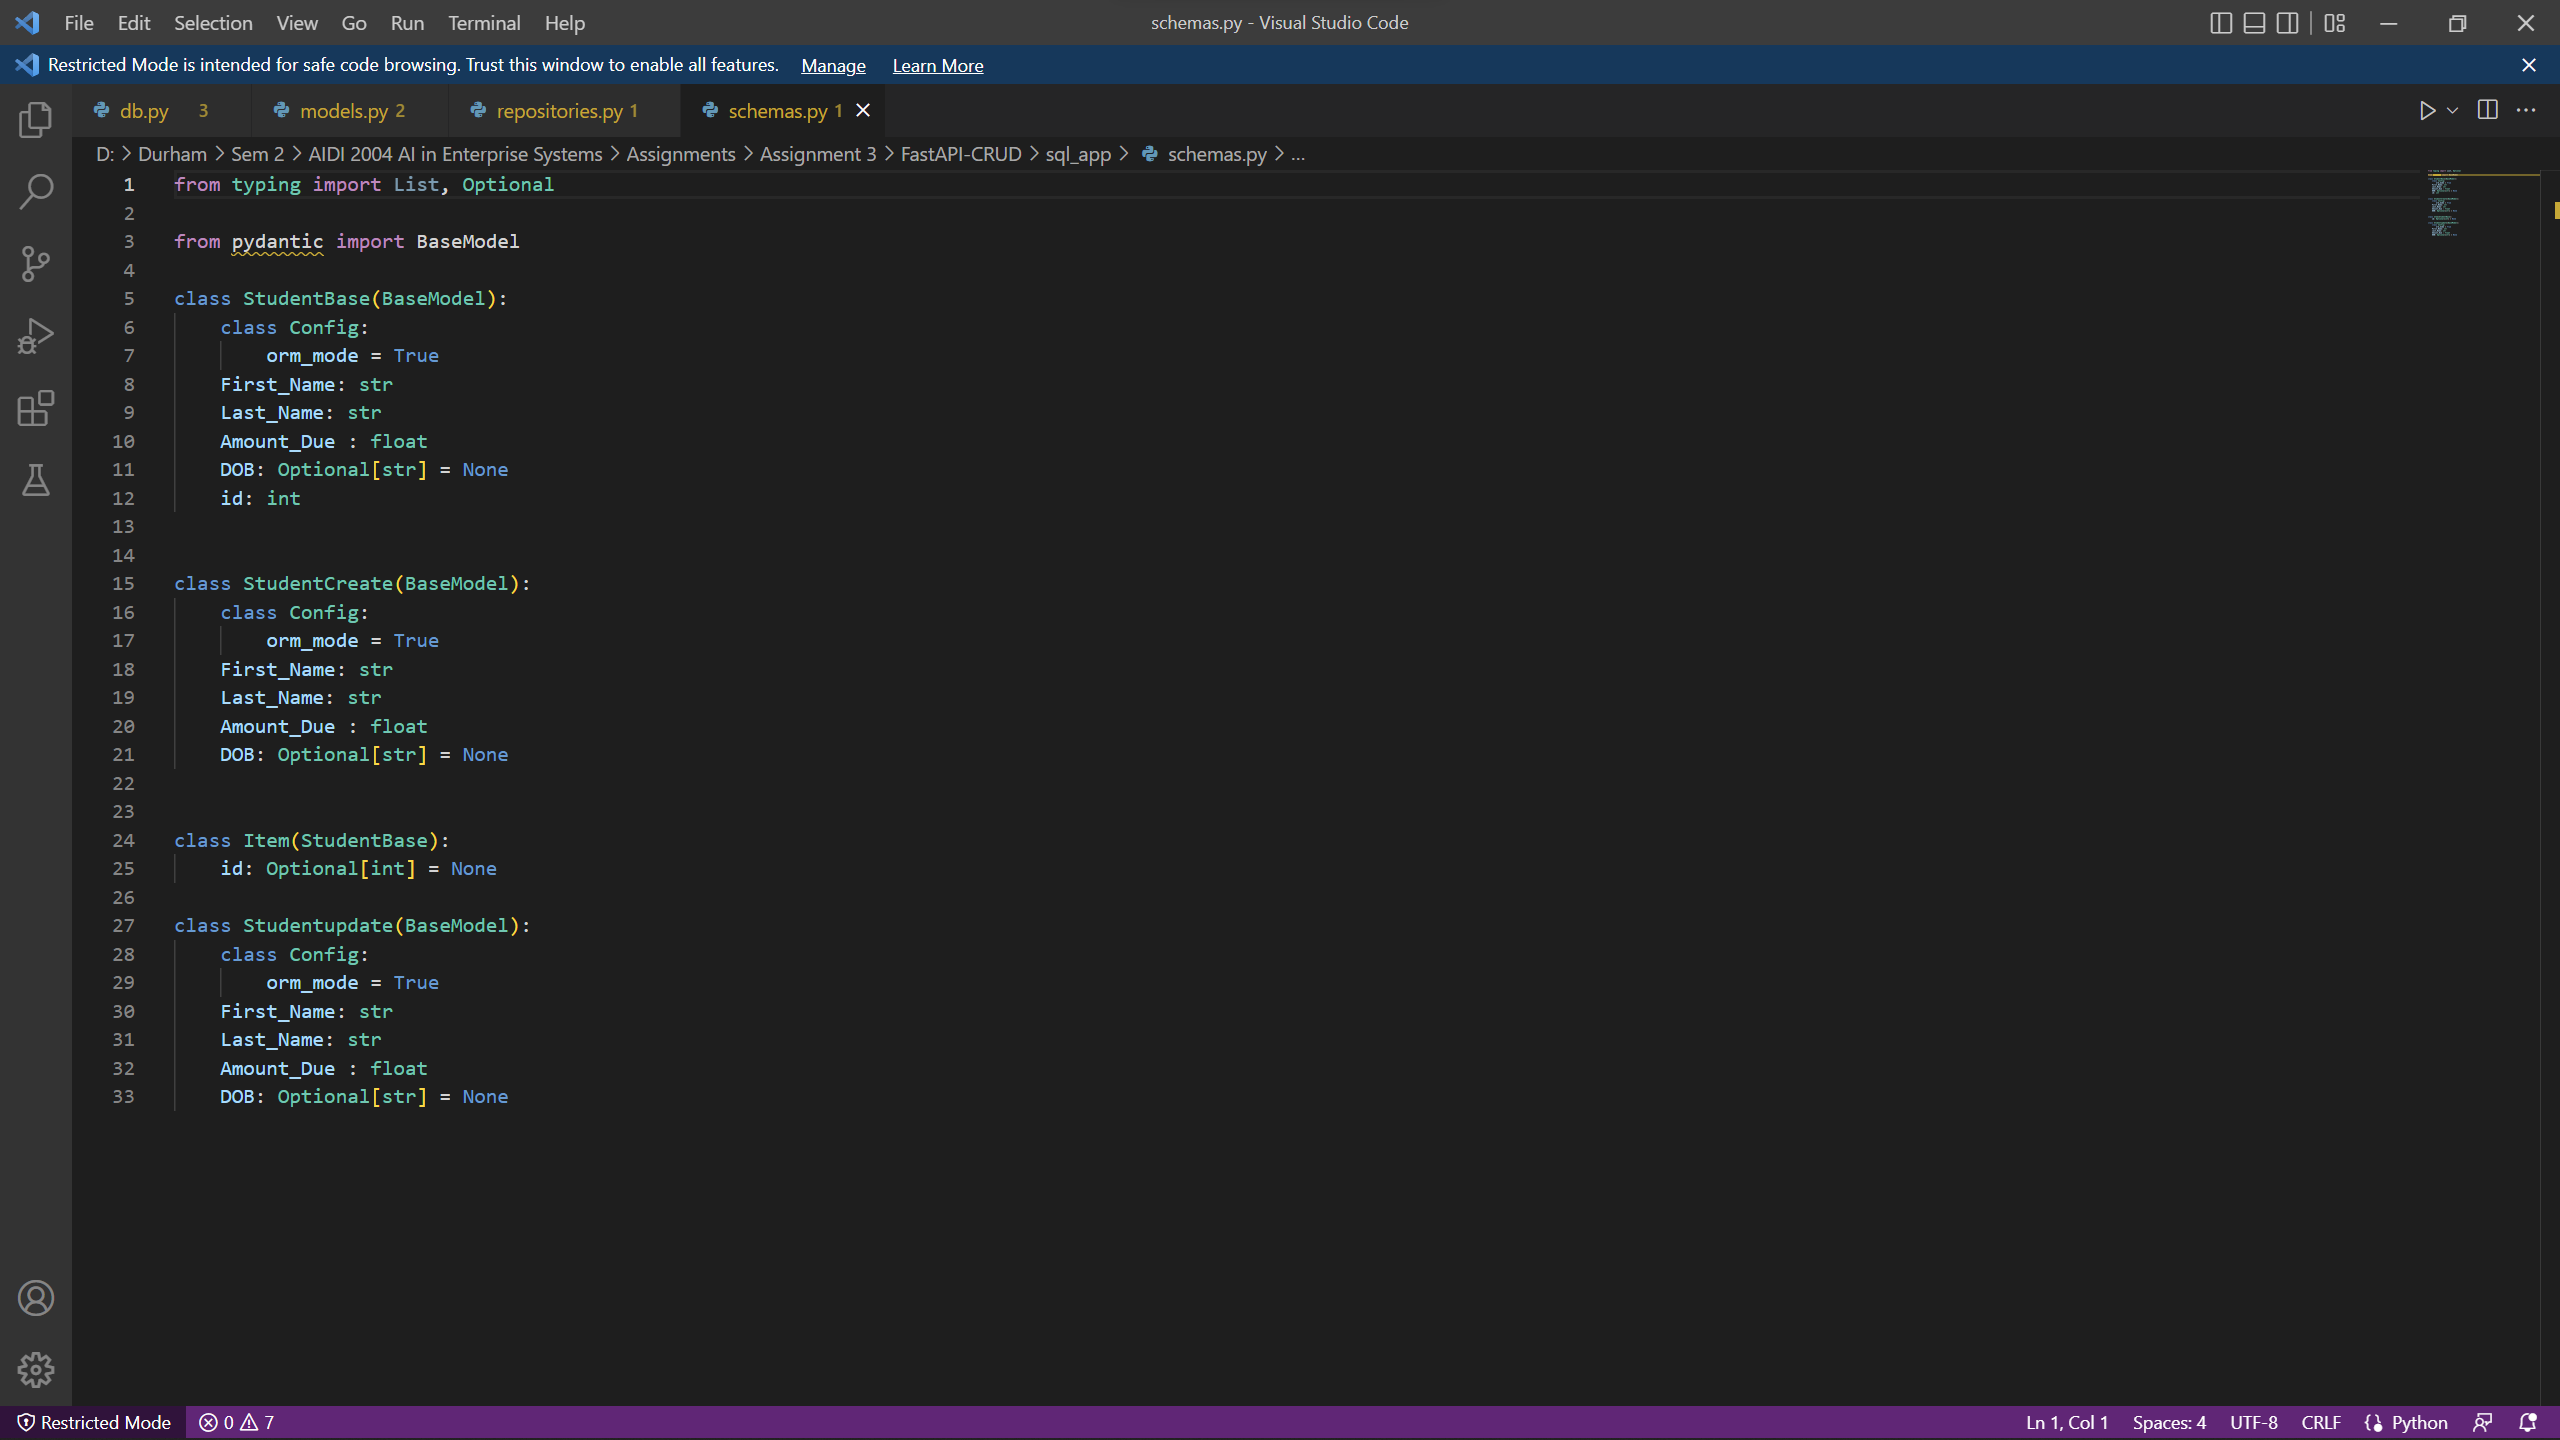 File Edit Selection View Go Run Terminal Help schemas.py - Visual Studio Code
Restricted Mode is intended for safe code browsing. Trust this window to enable all features. Manage Learn More
db.py 3 models.py 2 repositories.py 1 schemas.py 1
D: > Durham > Sem 2 > AIDI 2004 AI in Enterprise Systems > Assignments > Assignment 3 > FastAPI-CRUD > sql_app > schemas.py > ...
1 from typing import List, Optional
2
3 from pydantic import BaseModel
4
5 class StudentBase(BaseModel):
6     class Config:
7         orm_mode = True
8     First_Name: str
9     Last_Name: str
10     Amount_Due : float
11     DOB: Optional[str] = None
12     id: int
13
14
15 class StudentCreate(BaseModel):
16     class Config:
17         orm_mode = True
18     First_Name: str
19     Last_Name: str
20     Amount_Due : float
21     DOB: Optional[str] = None
22
23
24 class Item(StudentBase):
25     id: Optional[int] = None
26
27 class Studentupdate(BaseModel):
28     class Config:
29         orm_mode = True
30     First_Name: str
31     Last_Name: str
32     Amount_Due : float
33     DOB: Optional[str] = None
Restricted Mode 0 7 Ln 1, Col 1 Spaces: 4 UTF-8 CRLF Python